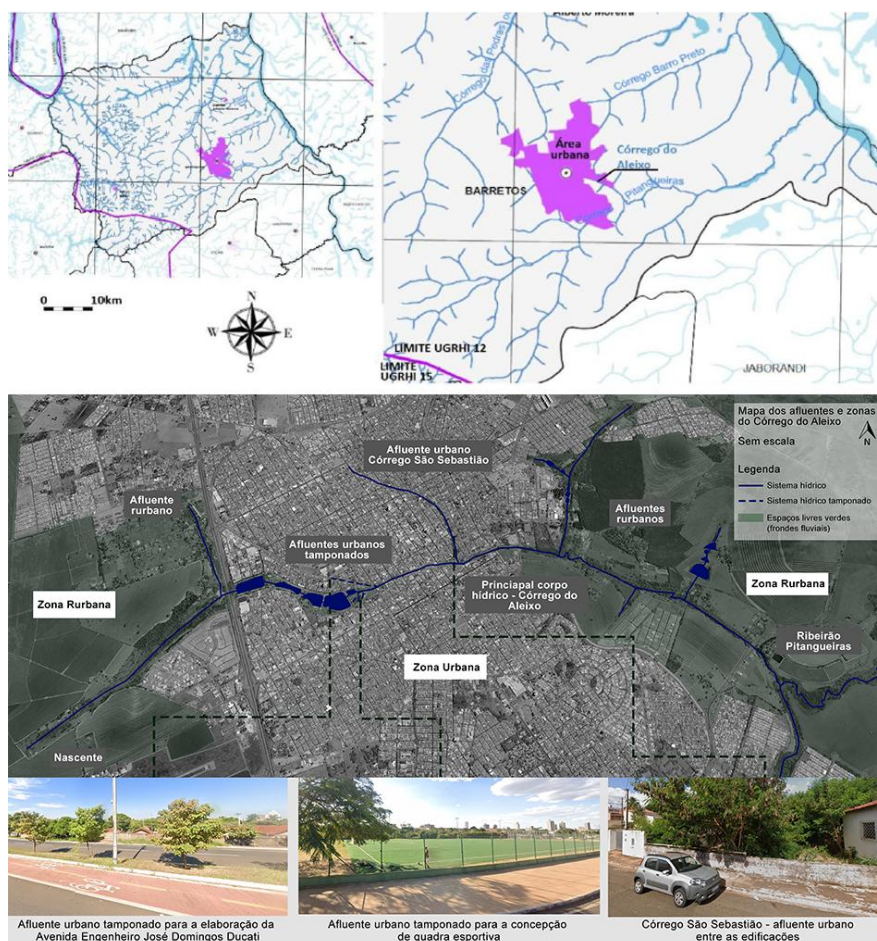 0 10km
N
W E
S
Alberto Moreira
Córrego das Pedras
Córrego Barro Preto
Área
urbana
Córrego do
Aleixo
BARRETOS
Pitangueiras
LIMITE UGRHI 12
LIMITE
UGRHI 15
JABORANDI
Mapa dos afluentes e zonas
do Córrego do Aleixo
Sem escala
N
Legenda
Sistema hídrico
Sistema hídrico tamponado
Espaços livres verdes
(frondes fluviais)
Afluente urbano
Córrego São Sebastião
Afluente
rurbano
Afluentes
rurbanos
Afluentes urbanos
tamponados
Zona Rurbana
Princiapal corpo
hídrico - Córrego do
Aleixo
Zona Rurbana
Ribeirão
Pitangueiras
Zona Urbana
Nascente
Afluente urbano tamponado para a elaboração da
Avenida Engenheiro José Domingos Ducati
Afluente urbano tamponado para a concepção
de quadra esportiva
Córrego São Sebastião - afluente urbano
entre as edificações